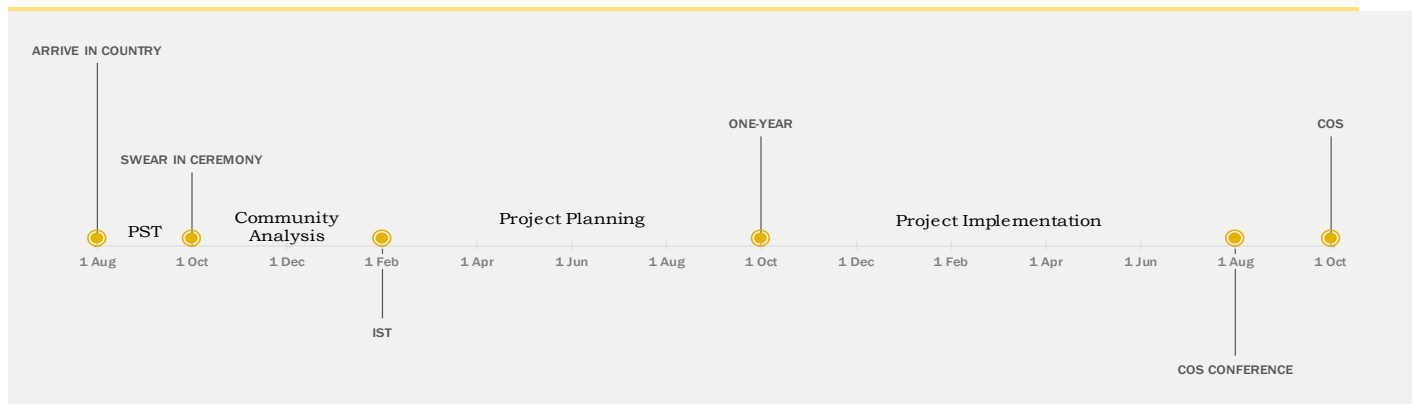 ARRIVE IN COUNTRY
ONE-YEAR
COS
SWEAR IN CEREMONY
PST
Community
Analysis
Project Planning
Project Implementation
1 Aug
1 Oct
1 Dec
1 Feb
1 Apr
1 Jun
1 Aug
1 Oct
1 Dec
1 Feb
1 Apr
1 Jun
1 Aug
1 Oct
IST
COS CONFERENCE